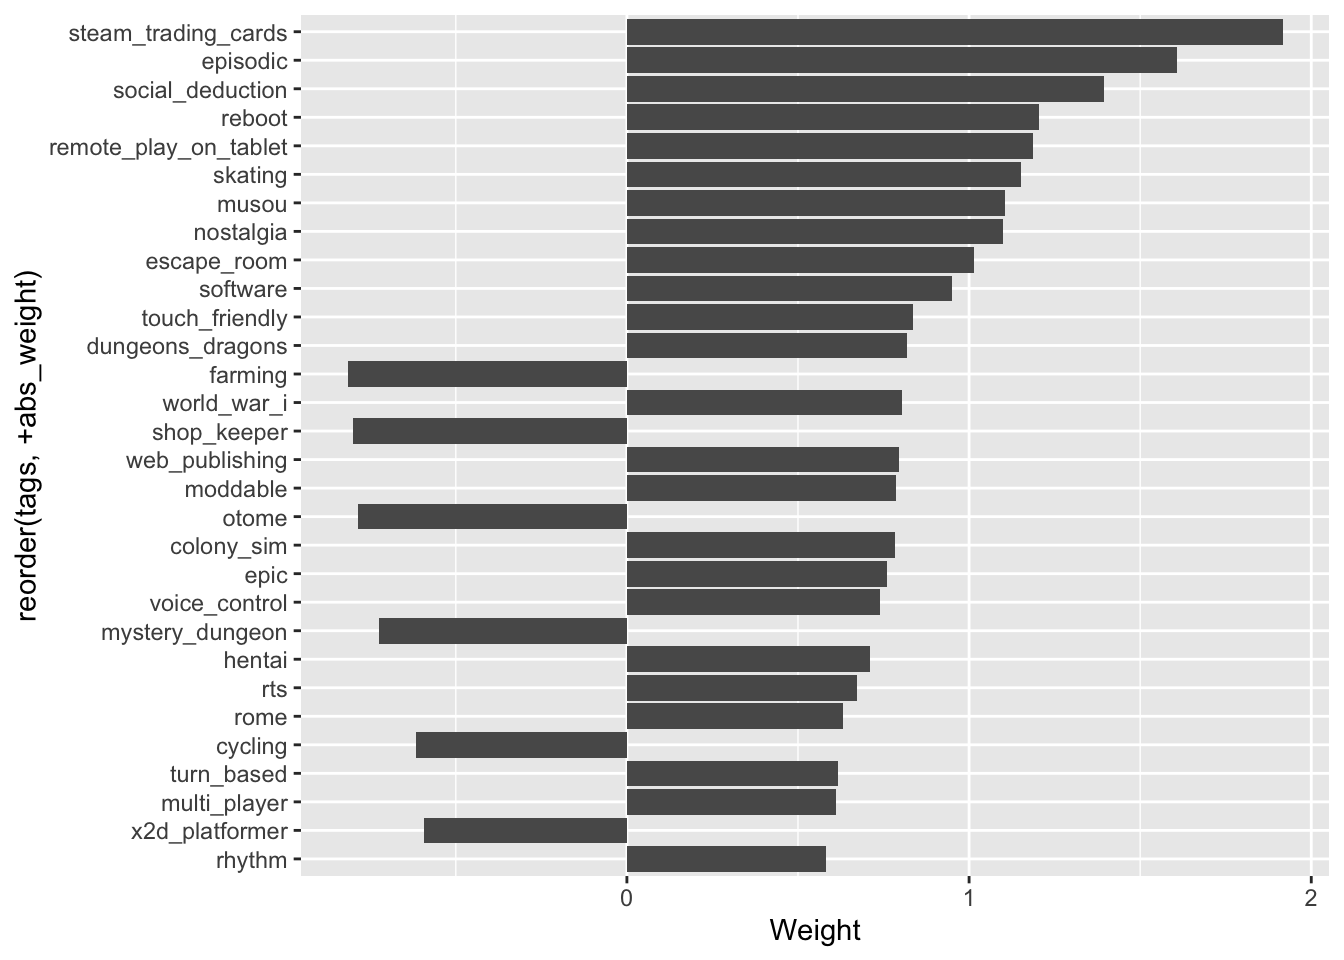 steam_trading_cards
episodic
social_deduction
reboot
remote_play_on_tablet
skating
musou
nostalgia
escape_room
software
touch_friendly
dungeons_dragons
farming
world_war_i
shop_keeper
web_publishing
moddable
otome
colony_sim
epic
voice_control
mystery_dungeon
hentai
rts
rome
cycling
turn_based
multi_player
x2d_platformer
rhythm
reorder(tags, +abs_weight)
0 1 2
Weight